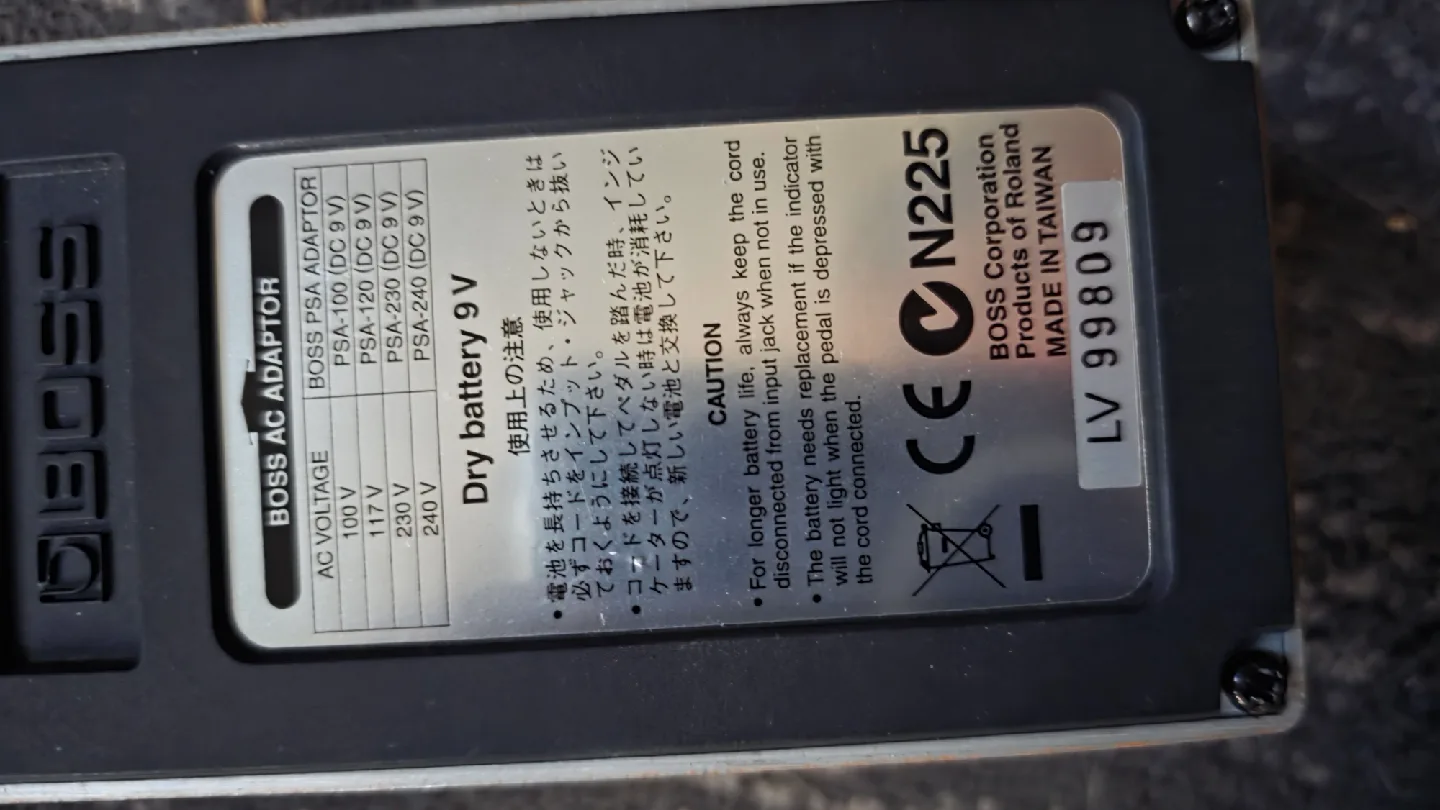 BOSS
BOSS AC ADAPTOR
AC VOLTAGE BOSS PSA ADAPTOR
100 V PSA-100 (DC 9 V)
117 V PSA-120 (DC 9 V)
230 V PSA-230 (DC 9 V)
240 V PSA-240 (DC 9 V)
Dry battery 9 V
使用上の注意
• 電池を長持ちさせるため、使用しないときは
必ずコードをインプット・ジャックから抜い
ておくようにして下さい。
• コードを接続してペダルを踏んだ時、インジ
ケーターが点灯しない時は電池が消耗してい
ますので、新しい電池と交換して下さい。
CAUTION
• For longer battery life, always keep the cord
disconnected from input jack when not in use.
• The battery needs replacement if the indicator
will not light when the pedal is depressed with
the cord connected.
CE N225
BOSS Corporation
Products of Roland
MADE IN TAIWAN
LV 99809